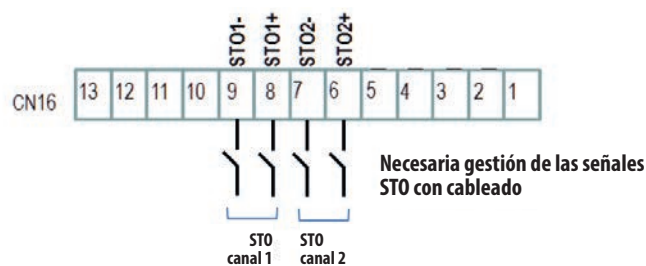 STO1-
STO1+
STO2-
STO2+
CN16
13 12 11 10 9 8 7 6 5 4 3 2 1
Necesaria gestión de las señales
STO con cableado
STO
canal 1
STO
canal 2